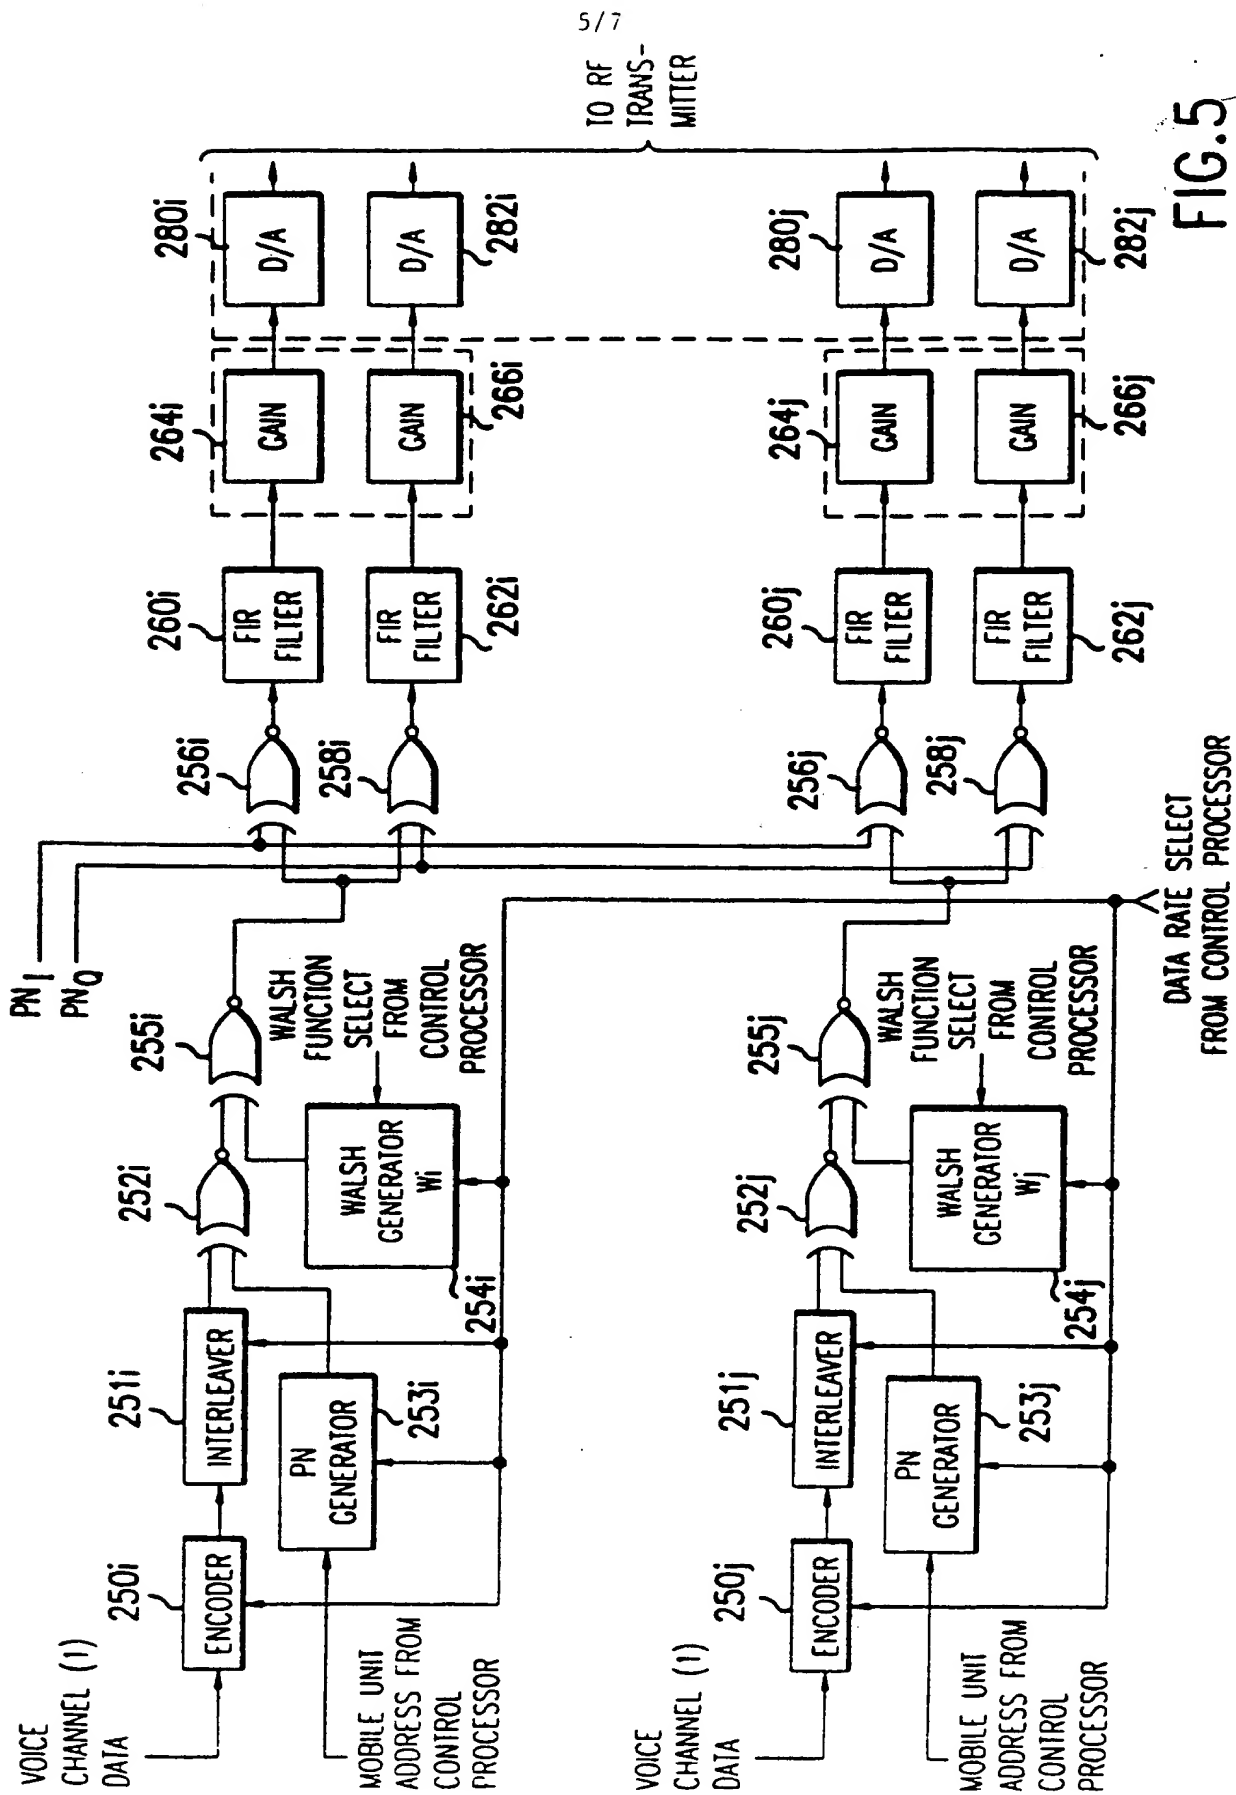 5/7
VOICE
CHANNEL (1)
DATA
250i
ENCODER
251i
INTERLEAVER
MOBILE UNIT
ADDRESS FROM
CONTROL
PROCESSOR
PN
GENERATOR
253i
252i
254i
WALSH
GENERATOR
Wi
255i
WALSH
FUNCTION
SELECT
FROM
CONTROL
PROCESSOR
PN I
PN Q
256i
258i
260i
FIR
FILTER
FIR
FILTER
262i
264i
GAIN
GAIN
266i
280i
D/A
D/A
282i
TO RF
TRANS-
MITTER
VOICE
CHANNEL (1)
DATA
250j
ENCODER
251j
INTERLEAVER
MOBILE UNIT
ADDRESS FROM
CONTROL
PROCESSOR
PN
GENERATOR
253j
252j
254j
WALSH
GENERATOR
Wj
255j
WALSH
FUNCTION
SELECT
FROM
CONTROL
PROCESSOR
256j
258j
260j
FIR
FILTER
FIR
FILTER
262j
264j
GAIN
GAIN
266j
280j
D/A
D/A
282j
DATA RATE SELECT
FROM CONTROL PROCESSOR
FIG.5